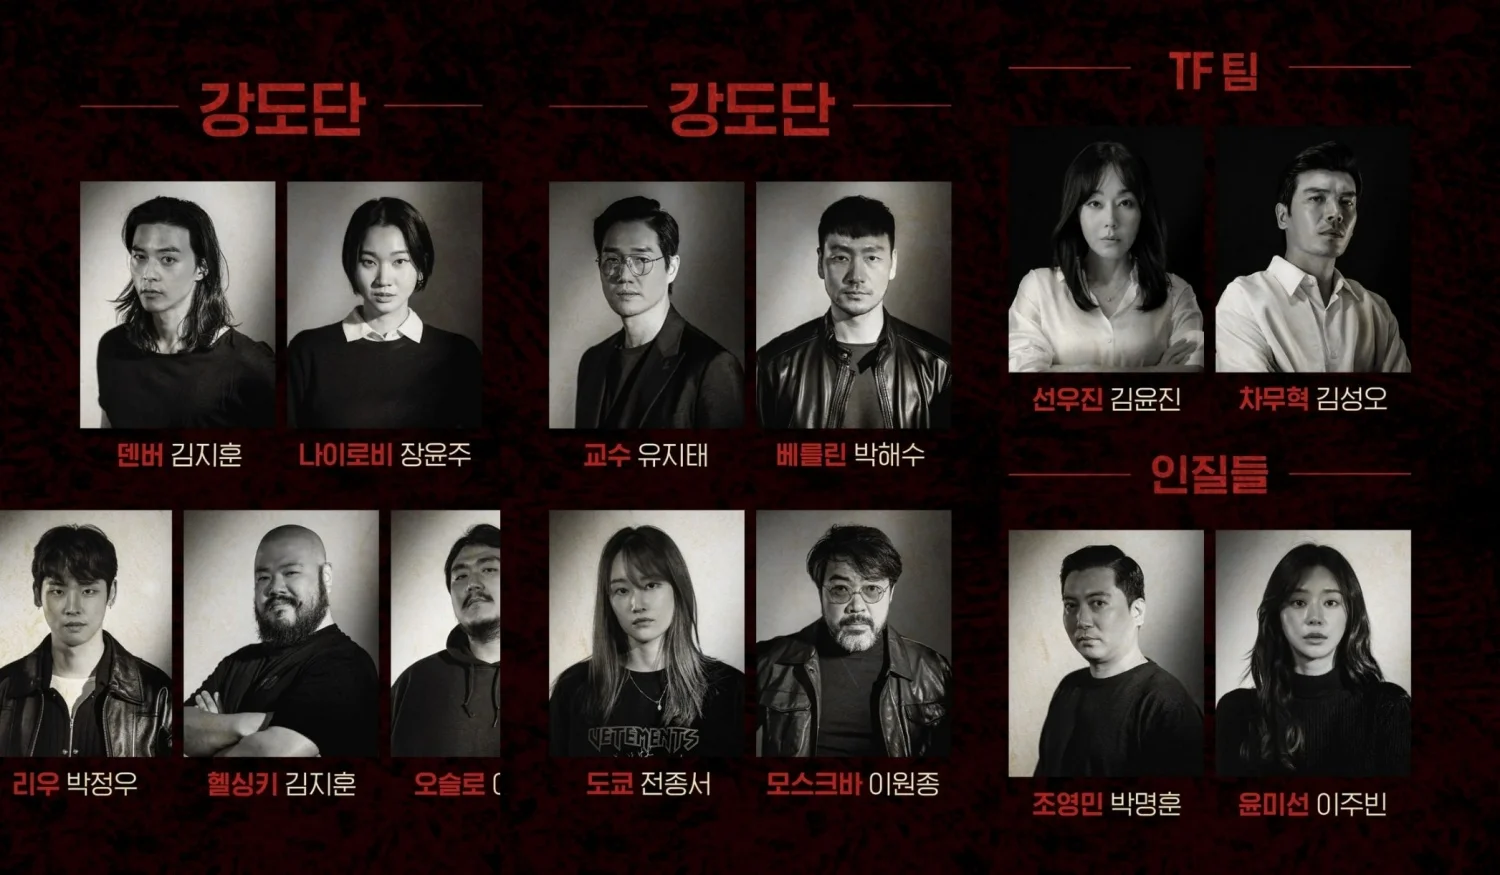 강도단
덴버 김지훈
나이로비 장윤주
리우 박정우
헬싱키 김지훈
오슬로
강도단
교수 유지태
베를린 박해수
VETEMENTS
도쿄 전종서
모스크바 이원종
TF 팀
선우진 김윤진
차무혁 김성오
인질들
조영민 박명훈
윤미선 이주빈